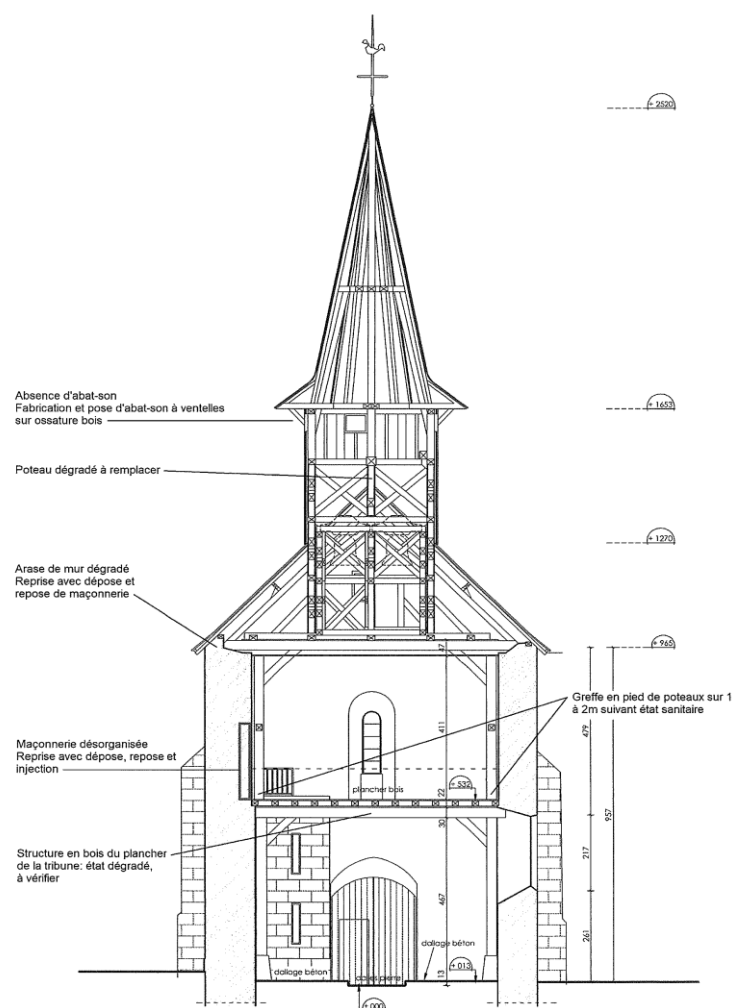 + 2520
Absence d'abat-son
Fabrication et pose d'abat-son à ventelles
sur ossature bois
+ 1653
Poteau dégradé à remplacer
+ 1270
Arase de mur dégradé
Reprise avec dépose et
repose de maçonnerie
+ 965
47
Greffe en pied de poteaux sur 1
à 2m suivant état sanitaire
411
479
Maçonnerie désorganisée
Reprise avec dépose, repose et
injection
+ 532
plancher bois
22
957
30
217
Structure en bois du plancher
de la tribune: état dégradé,
à vérifier
467
261
dallage béton
+ 013
dallage béton
dalles pierre
13
+ 000